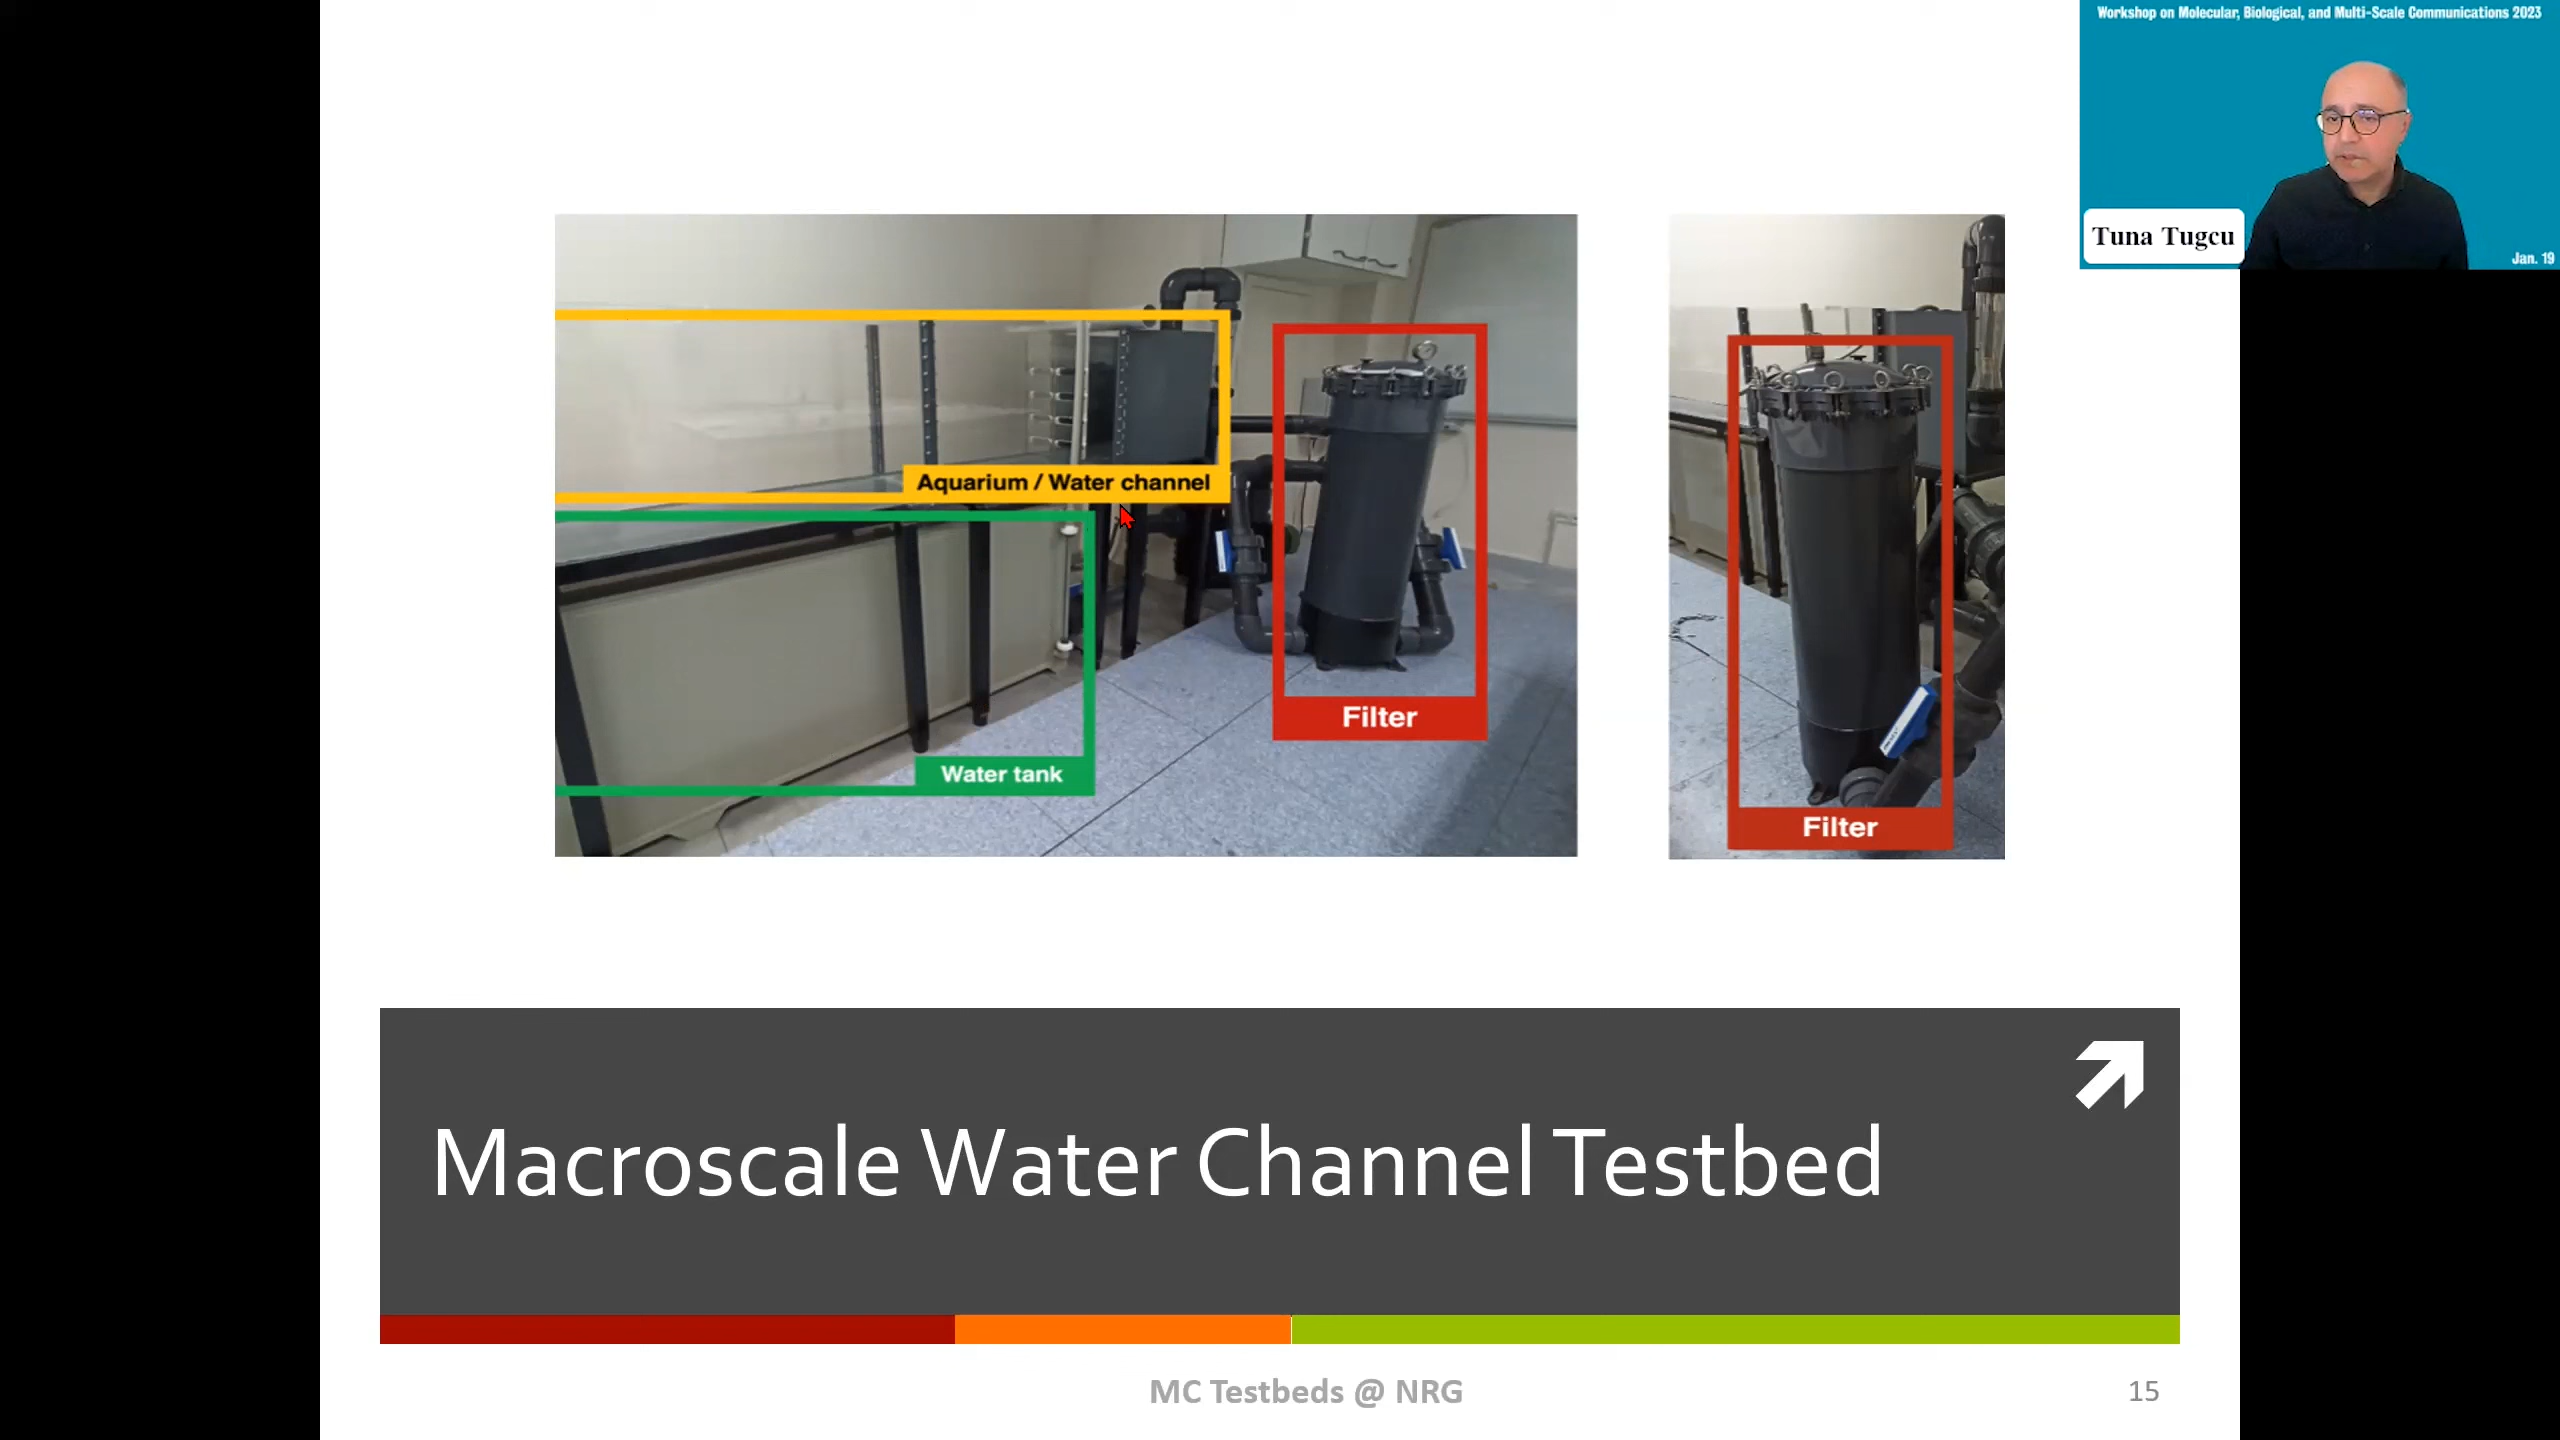 Workshop on Molecular, Biological, and Multi-Scale Communications 2023
Tuna Tugcu
Jan. 19
Aquarium / Water channel
Filter
Water tank
Filter
Macroscale Water Channel Testbed
MC Testbeds @ NRG
15